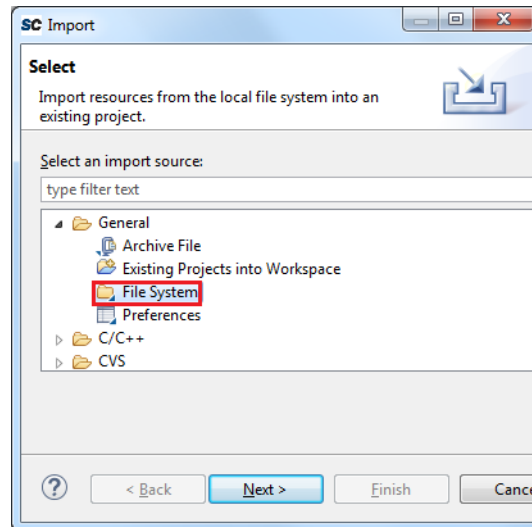 SC Import
Select
Import resources from the local file system into an
existing project.
Select an import source:
type filter text
General
Archive File
Existing Projects into Workspace
File System
Preferences
C/C++
CVS
? < Back Next > Finish Cance